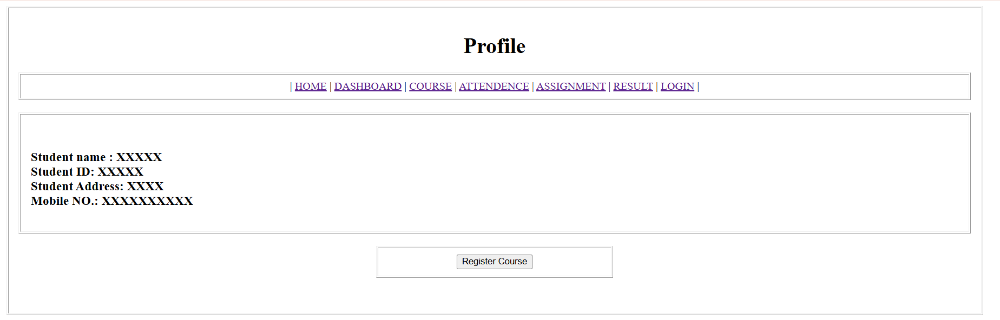 Profile
| HOME | DASHBOARD | COURSE | ATTENDENCE | ASSIGNMENT | RESULT | LOGIN |
Student name : XXXXX
Student ID: XXXXX
Student Address: XXXX
Mobile NO.: XXXXXXXXXX
Register Course